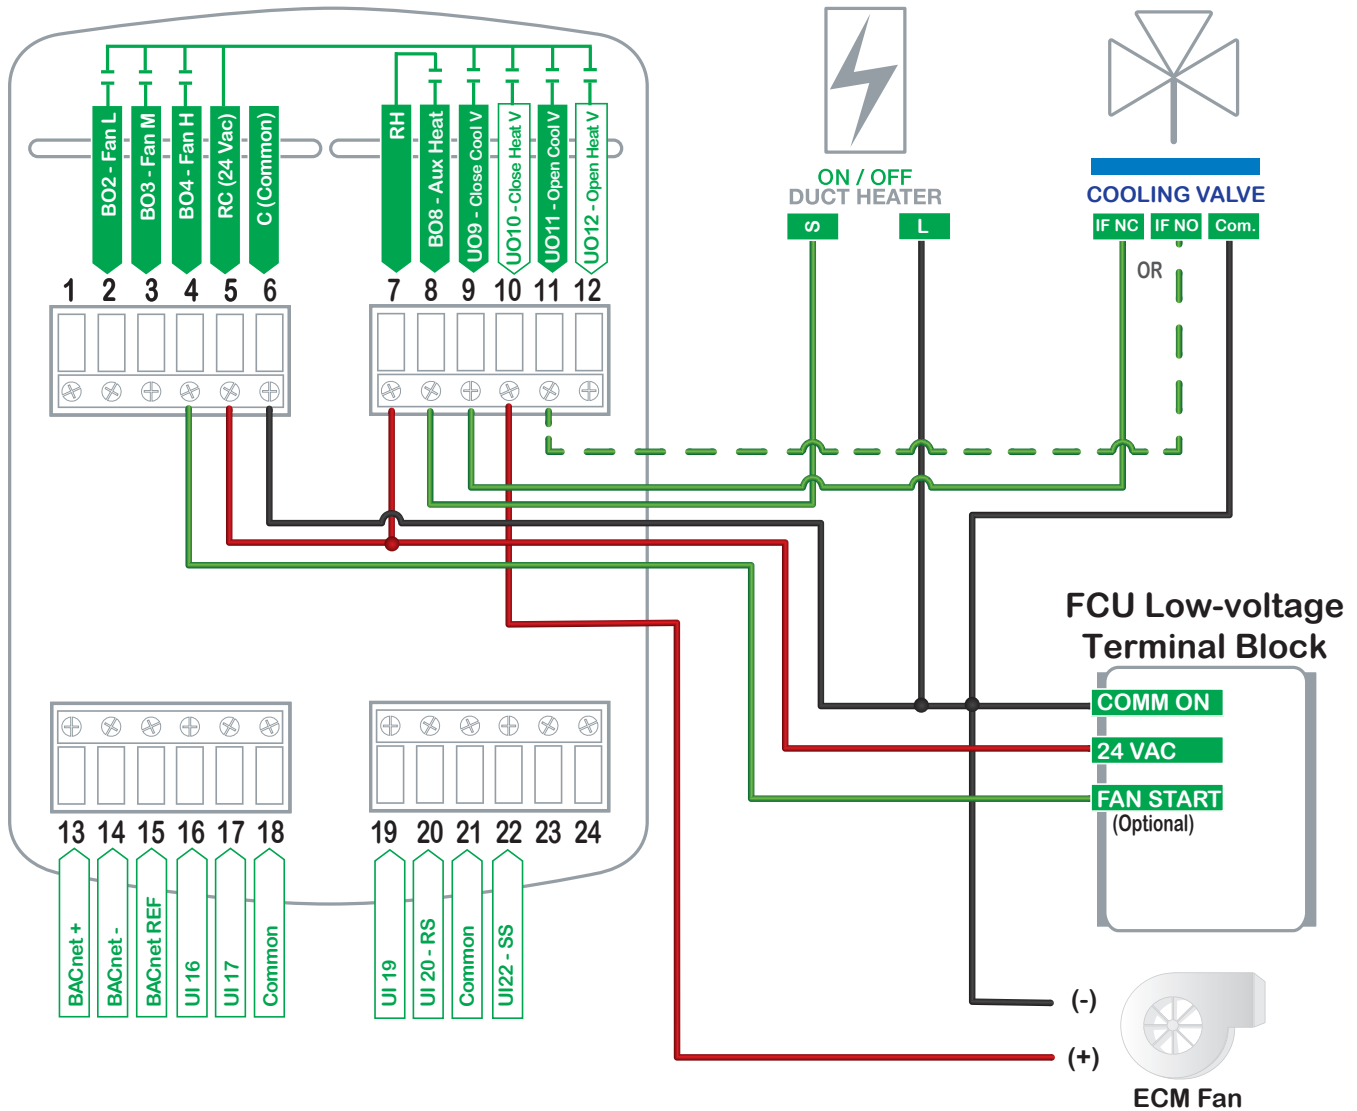 BO2 - Fan L
BO3 - Fan M
BO4 - Fan H
RC (24 Vac)
C (Common)
RH
BO8 - Aux Heat
UO9 - Close Cool V
UO10 - Close Heat V
UO11 - Open Cool V
UO12 - Open Heat V
1 2 3 4 5 6
7 8 9 10 11 12
ON / OFF
DUCT HEATER
S
L
COOLING VALVE
IF NC
IF NO
Com.
OR
FCU Low-voltage
Terminal Block
COMM ON
24 VAC
FAN START
(Optional)
13 14 15 16 17 18
19 20 21 22 23 24
BACnet +
BACnet -
BACnet REF
UI 16
UI 17
Common
UI 19
UI 20 - RS
Common
UI22 - SS
(-)
(+)
ECM Fan